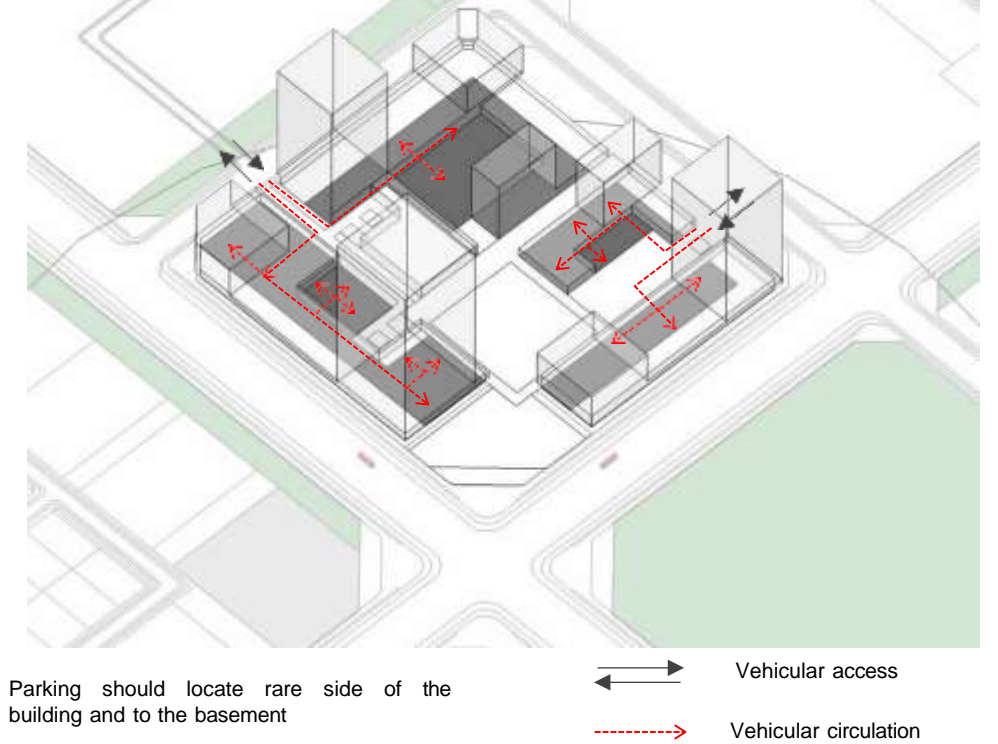 Parking should locate rare side of the
building and to the basement
Vehicular access
Vehicular circulation